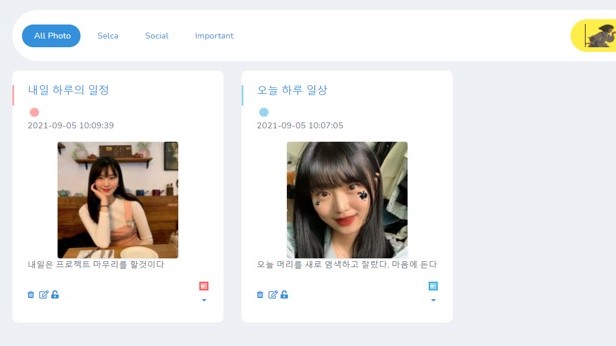 All Photo
Selca
Social
Important
내일 하루의 일정
2021-09-05 10:09:39
내일은 프로젝트 마무리를 할것이다
오늘 하루 일상
2021-09-05 10:07:05
오늘 머리를 새로 염색하고 잘랐다. 마음에 든다